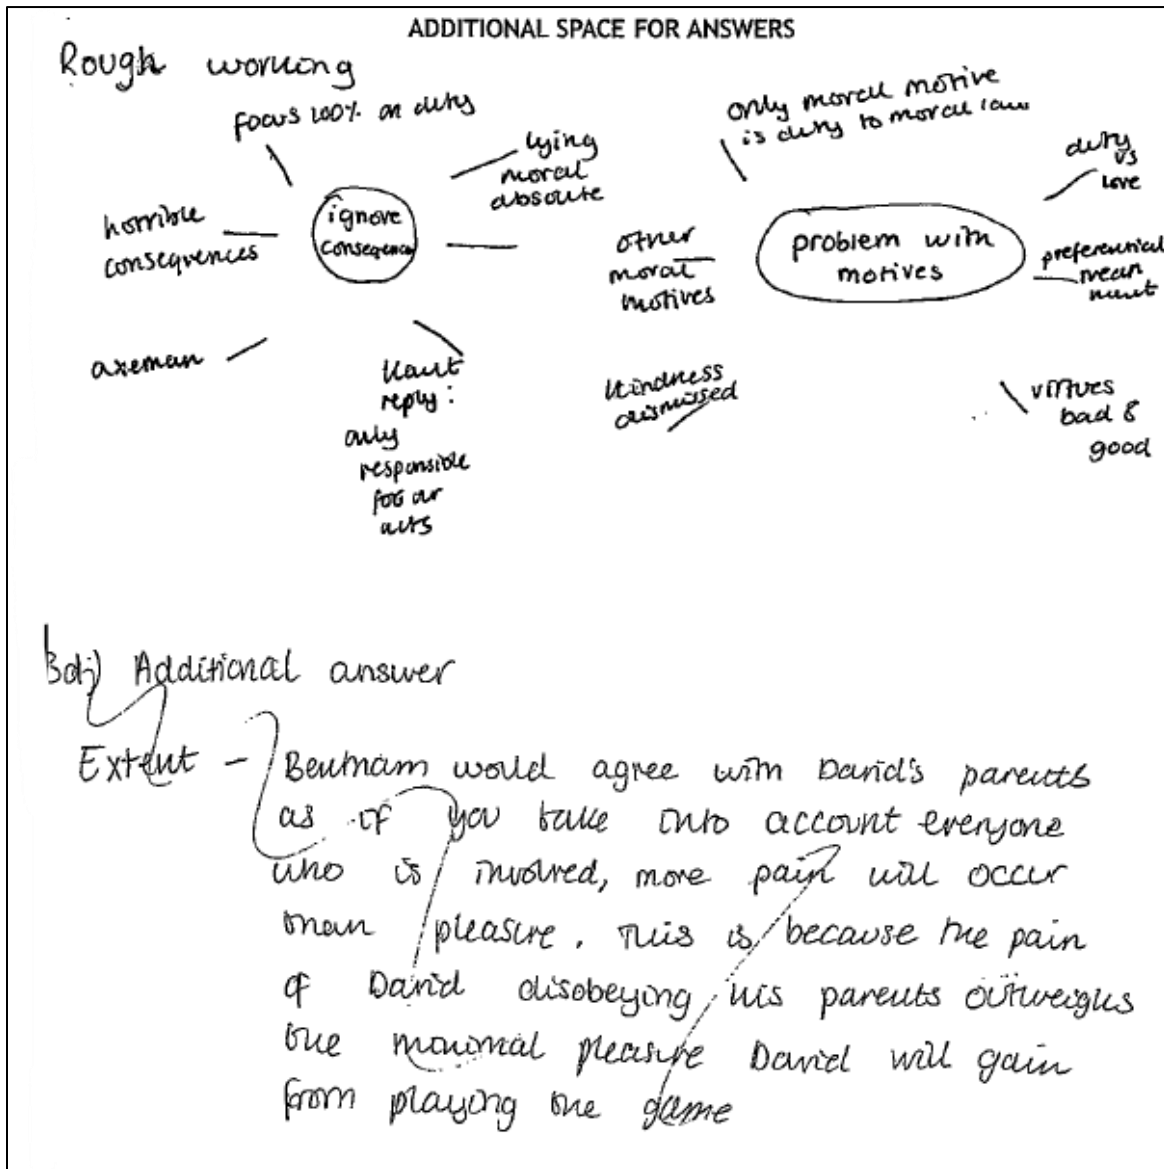 ADDITIONAL SPACE FOR ANSWERS
Rough working
focus 100% on duty
lying
moral
absolute
horrible
consequences
ignore
consequences
axeman
Kant
reply:
only
responsible
for our
acts
only moral motive
is duty to moral law
duty
vs
love
other
moral
motives
problem with
motives
preferential
kindness
dismissed
virtues
bad &
good
Additional answer
Extent - Bentham would agree with David's parents
as if you take into account everyone
who is involved, more pain will occur
than pleasure. This is because the pain
of David disobeying his parents outweighs
the minimal pleasure David will gain
from playing the game